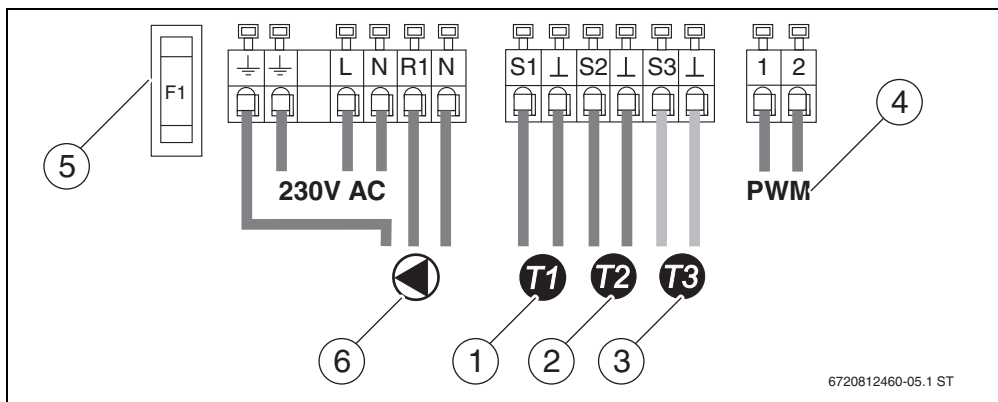 F1
L N R1 N
S1 ⊥ S2 ⊥ S3 ⊥
1 2
4
5
230V AC
PWM
T1 T2 T3
6 1 2 3
6720812460-05.1 ST